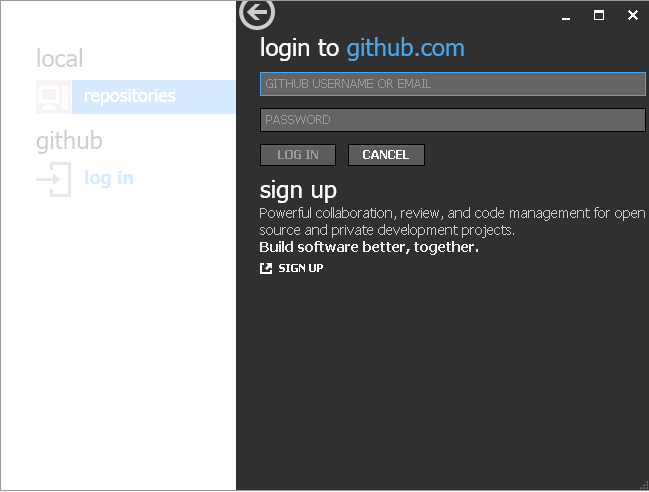 local
repositories
github
log in
login to github.com
GITHUB USERNAME OR EMAIL
PASSWORD
LOG IN
CANCEL
sign up
Powerful collaboration, review, and code management for open
source and private development projects.
Build software better, together.
SIGN UP